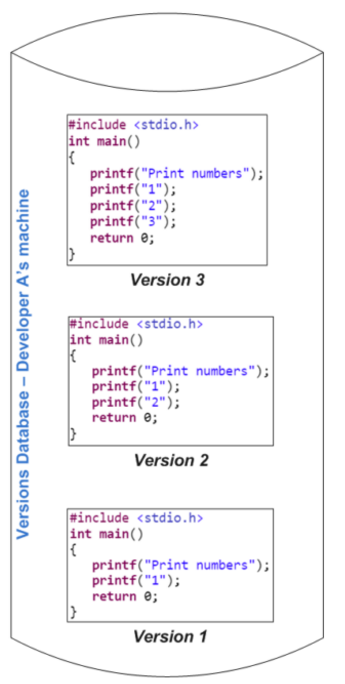 Versions Database – Developer A's machine
#include <stdio.h>
int main()
{
printf("Print numbers");
printf("1");
printf("2");
printf("3");
return 0;
}
Version 3
#include <stdio.h>
int main()
{
printf("Print numbers");
printf("1");
printf("2");
return 0;
}
Version 2
#include <stdio.h>
int main()
{
printf("Print numbers");
printf("1");
return 0;
}
Version 1